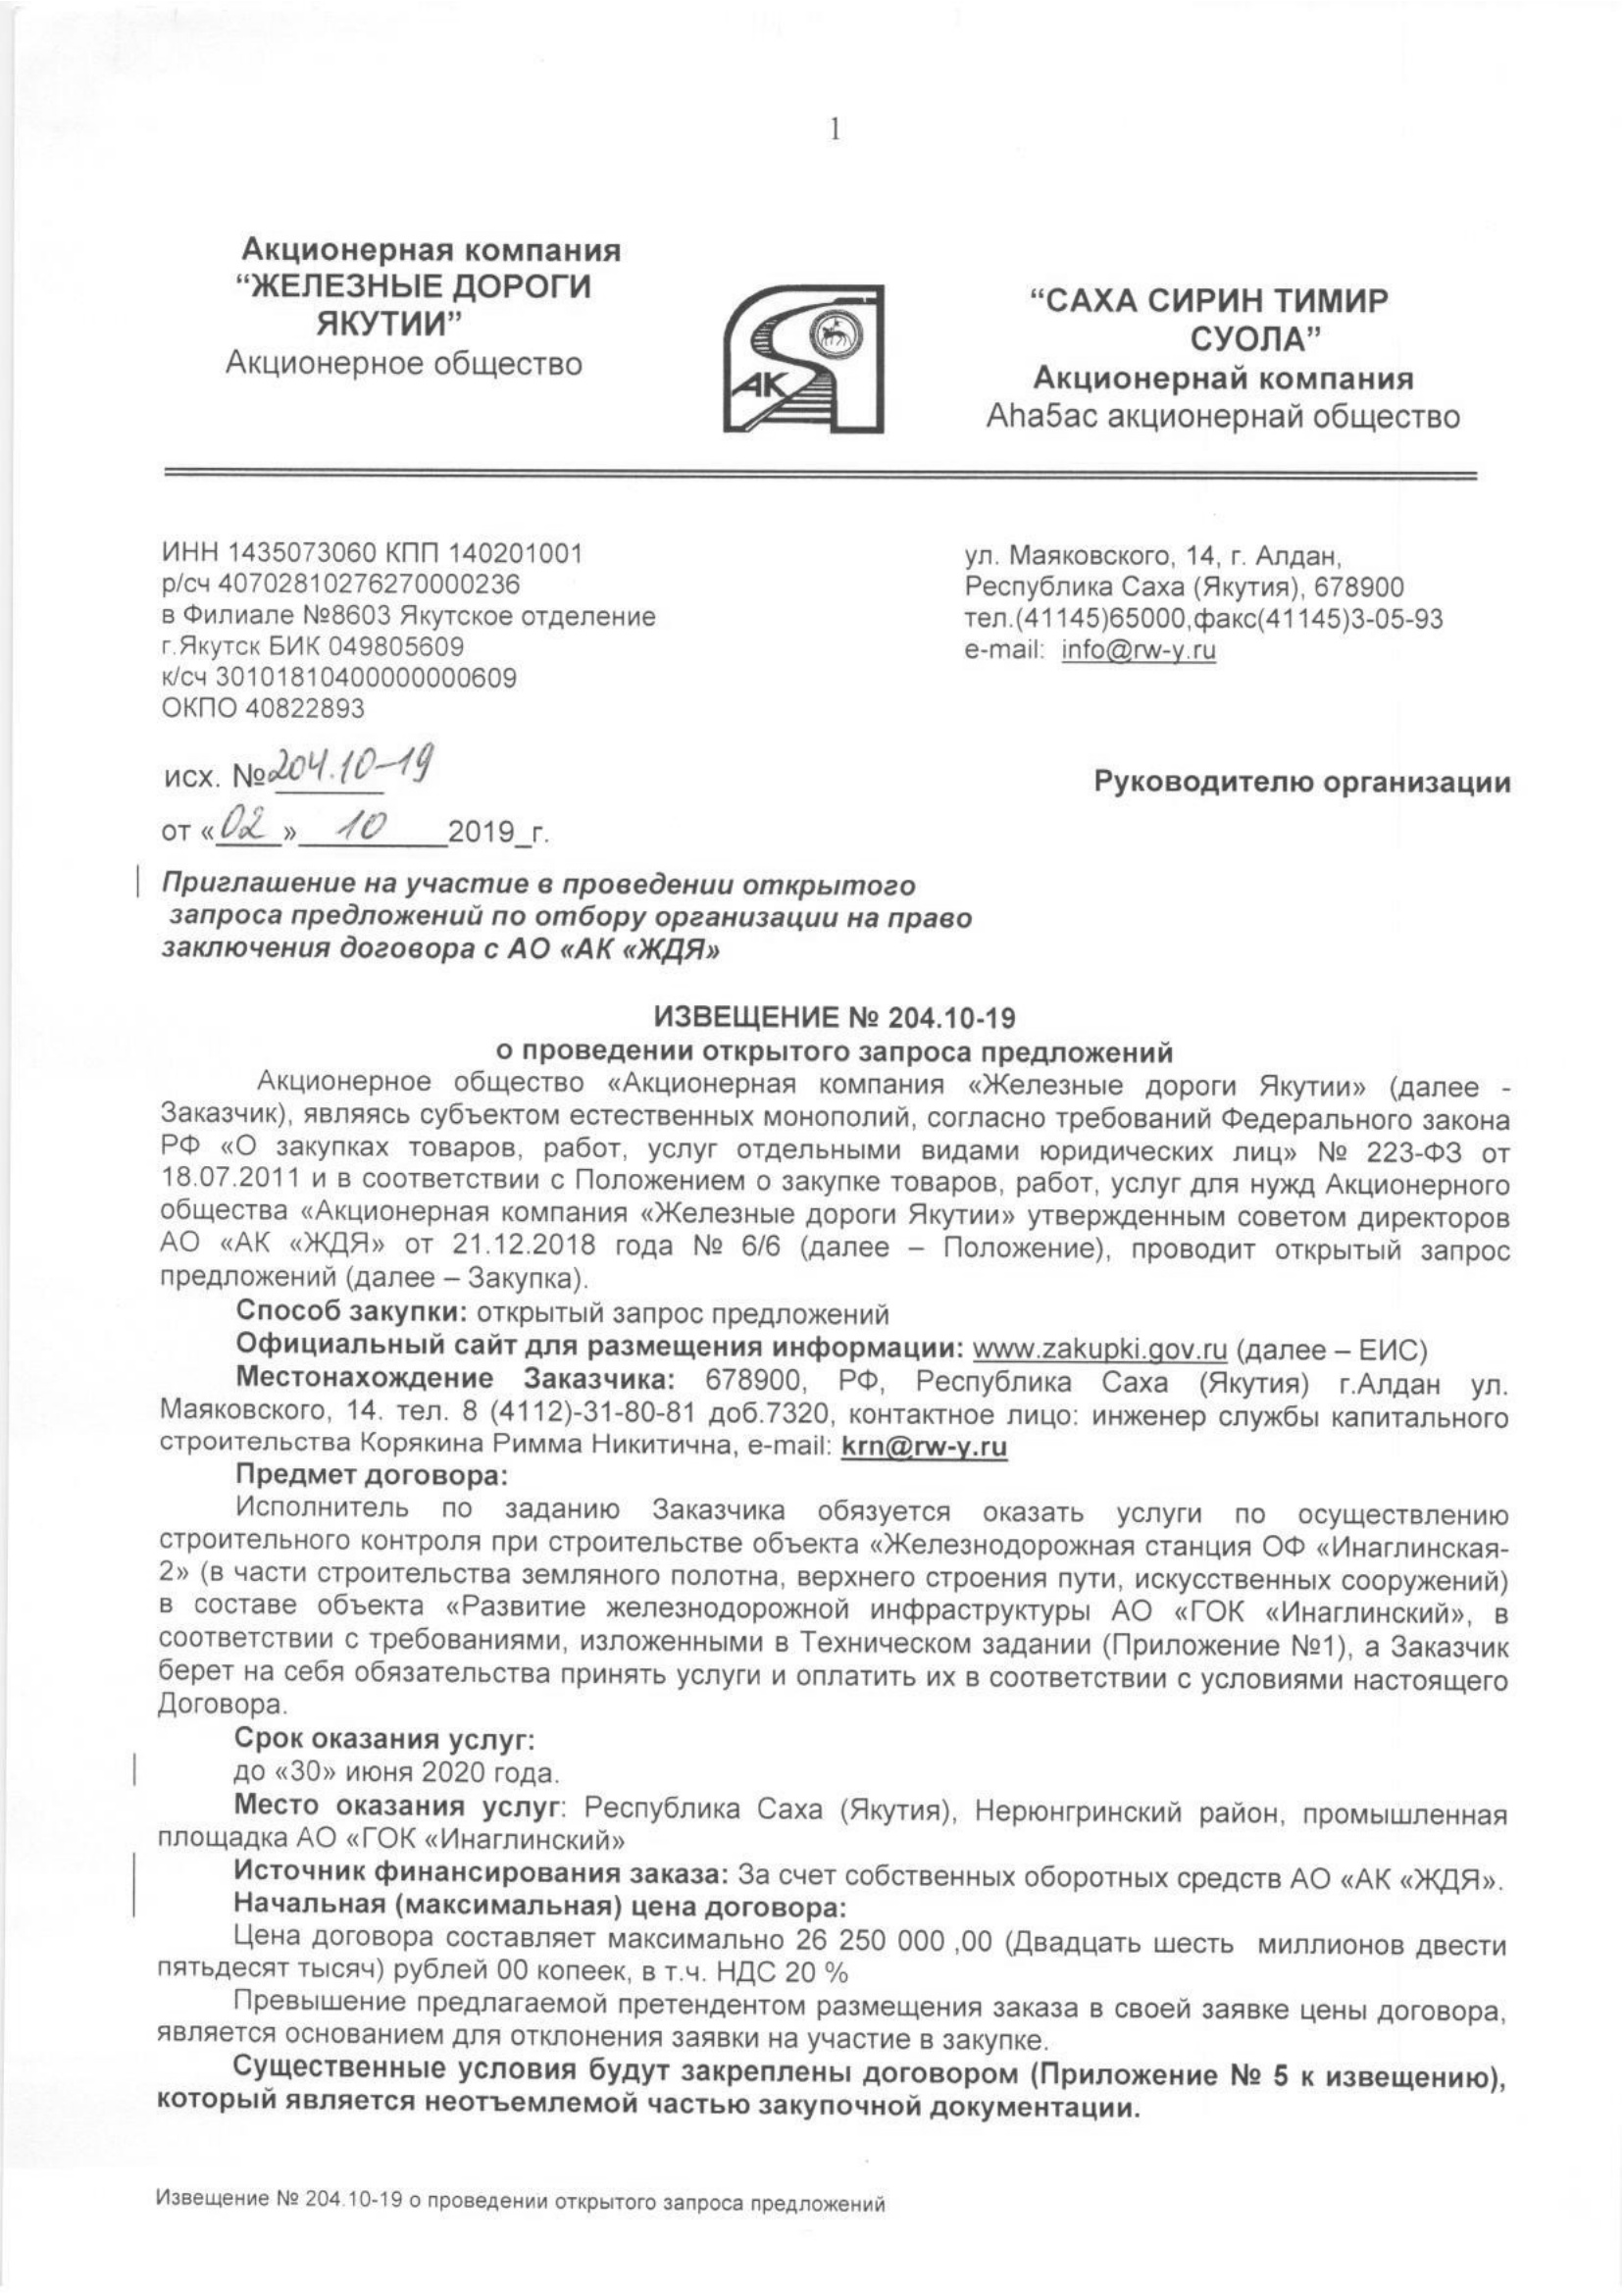 1
Акционерная компания
“ЖЕЛЕЗНЫЕ ДОРОГИ
ЯКУТИИ”
Акционерное общество
АК
“САХА СИРИН ТИМИР
СУОЛА”
Акционернай компания
Аhа5ас акционернай общество
ИНН 1435073060 КПП 140201001
р/сч 40702810276270000236
в Филиале №8603 Якутское отделение
г.Якутск БИК 049805609
к/сч 30101810400000000609
ОКПО 40822893
ул. Маяковского, 14, г. Алдан,
Республика Саха (Якутия), 678900
тел.(41145)65000,факс(41145)3-05-93
e-mail: info@rw-y.ru
исх. №204.10-19
от «02» 10 2019_г.
Руководителю организации
Приглашение на участие в проведении открытого
запроса предложений по отбору организации на право
заключения договора с АО «АК «ЖДЯ»
ИЗВЕЩЕНИЕ № 204.10-19
о проведении открытого запроса предложений
Акционерное общество «Акционерная компания «Железные дороги Якутии» (далее -
Заказчик), являясь субъектом естественных монополий, согласно требований Федерального закона
РФ «О закупках товаров, работ, услуг отдельными видами юридических лиц» № 223-ФЗ от
18.07.2011 и в соответствии с Положением о закупке товаров, работ, услуг для нужд Акционерного
общества «Акционерная компания «Железные дороги Якутии» утвержденным советом директоров
АО «АК «ЖДЯ» от 21.12.2018 года № 6/6 (далее – Положение), проводит открытый запрос
предложений (далее – Закупка).
Способ закупки: открытый запрос предложений
Официальный сайт для размещения информации: www.zakupki.gov.ru (далее – ЕИС)
Местонахождение Заказчика: 678900, РФ, Республика Саха (Якутия) г.Алдан ул.
Маяковского, 14. тел. 8 (4112)-31-80-81 доб.7320, контактное лицо: инженер службы капитального
строительства Корякина Римма Никитична, e-mail: krn@rw-y.ru
Предмет договора:
Исполнитель по заданию Заказчика обязуется оказать услуги по осуществлению
строительного контроля при строительстве объекта «Железнодорожная станция ОФ «Инаглинская-
2» (в части строительства земляного полотна, верхнего строения пути, искусственных сооружений)
в составе объекта «Развитие железнодорожной инфраструктуры АО «ГОК «Инаглинский», в
соответствии с требованиями, изложенными в Техническом задании (Приложение №1), а Заказчик
берет на себя обязательства принять услуги и оплатить их в соответствии с условиями настоящего
Договора.
Срок оказания услуг:
до «30» июня 2020 года.
Место оказания услуг: Республика Саха (Якутия), Нерюнгринский район, промышленная
площадка АО «ГОК «Инаглинский»
Источник финансирования заказа: За счет собственных оборотных средств АО «АК «ЖДЯ».
Начальная (максимальная) цена договора:
Цена договора составляет максимально 26 250 000 ,00 (Двадцать шесть миллионов двести
пятьдесят тысяч) рублей 00 копеек, в т.ч. НДС 20 %
Превышение предлагаемой претендентом размещения заказа в своей заявке цены договора,
является основанием для отклонения заявки на участие в закупке.
Существенные условия будут закреплены договором (Приложение № 5 к извещению),
который является неотъемлемой частью закупочной документации.
Извещение № 204.10-19 о проведении открытого запроса предложений